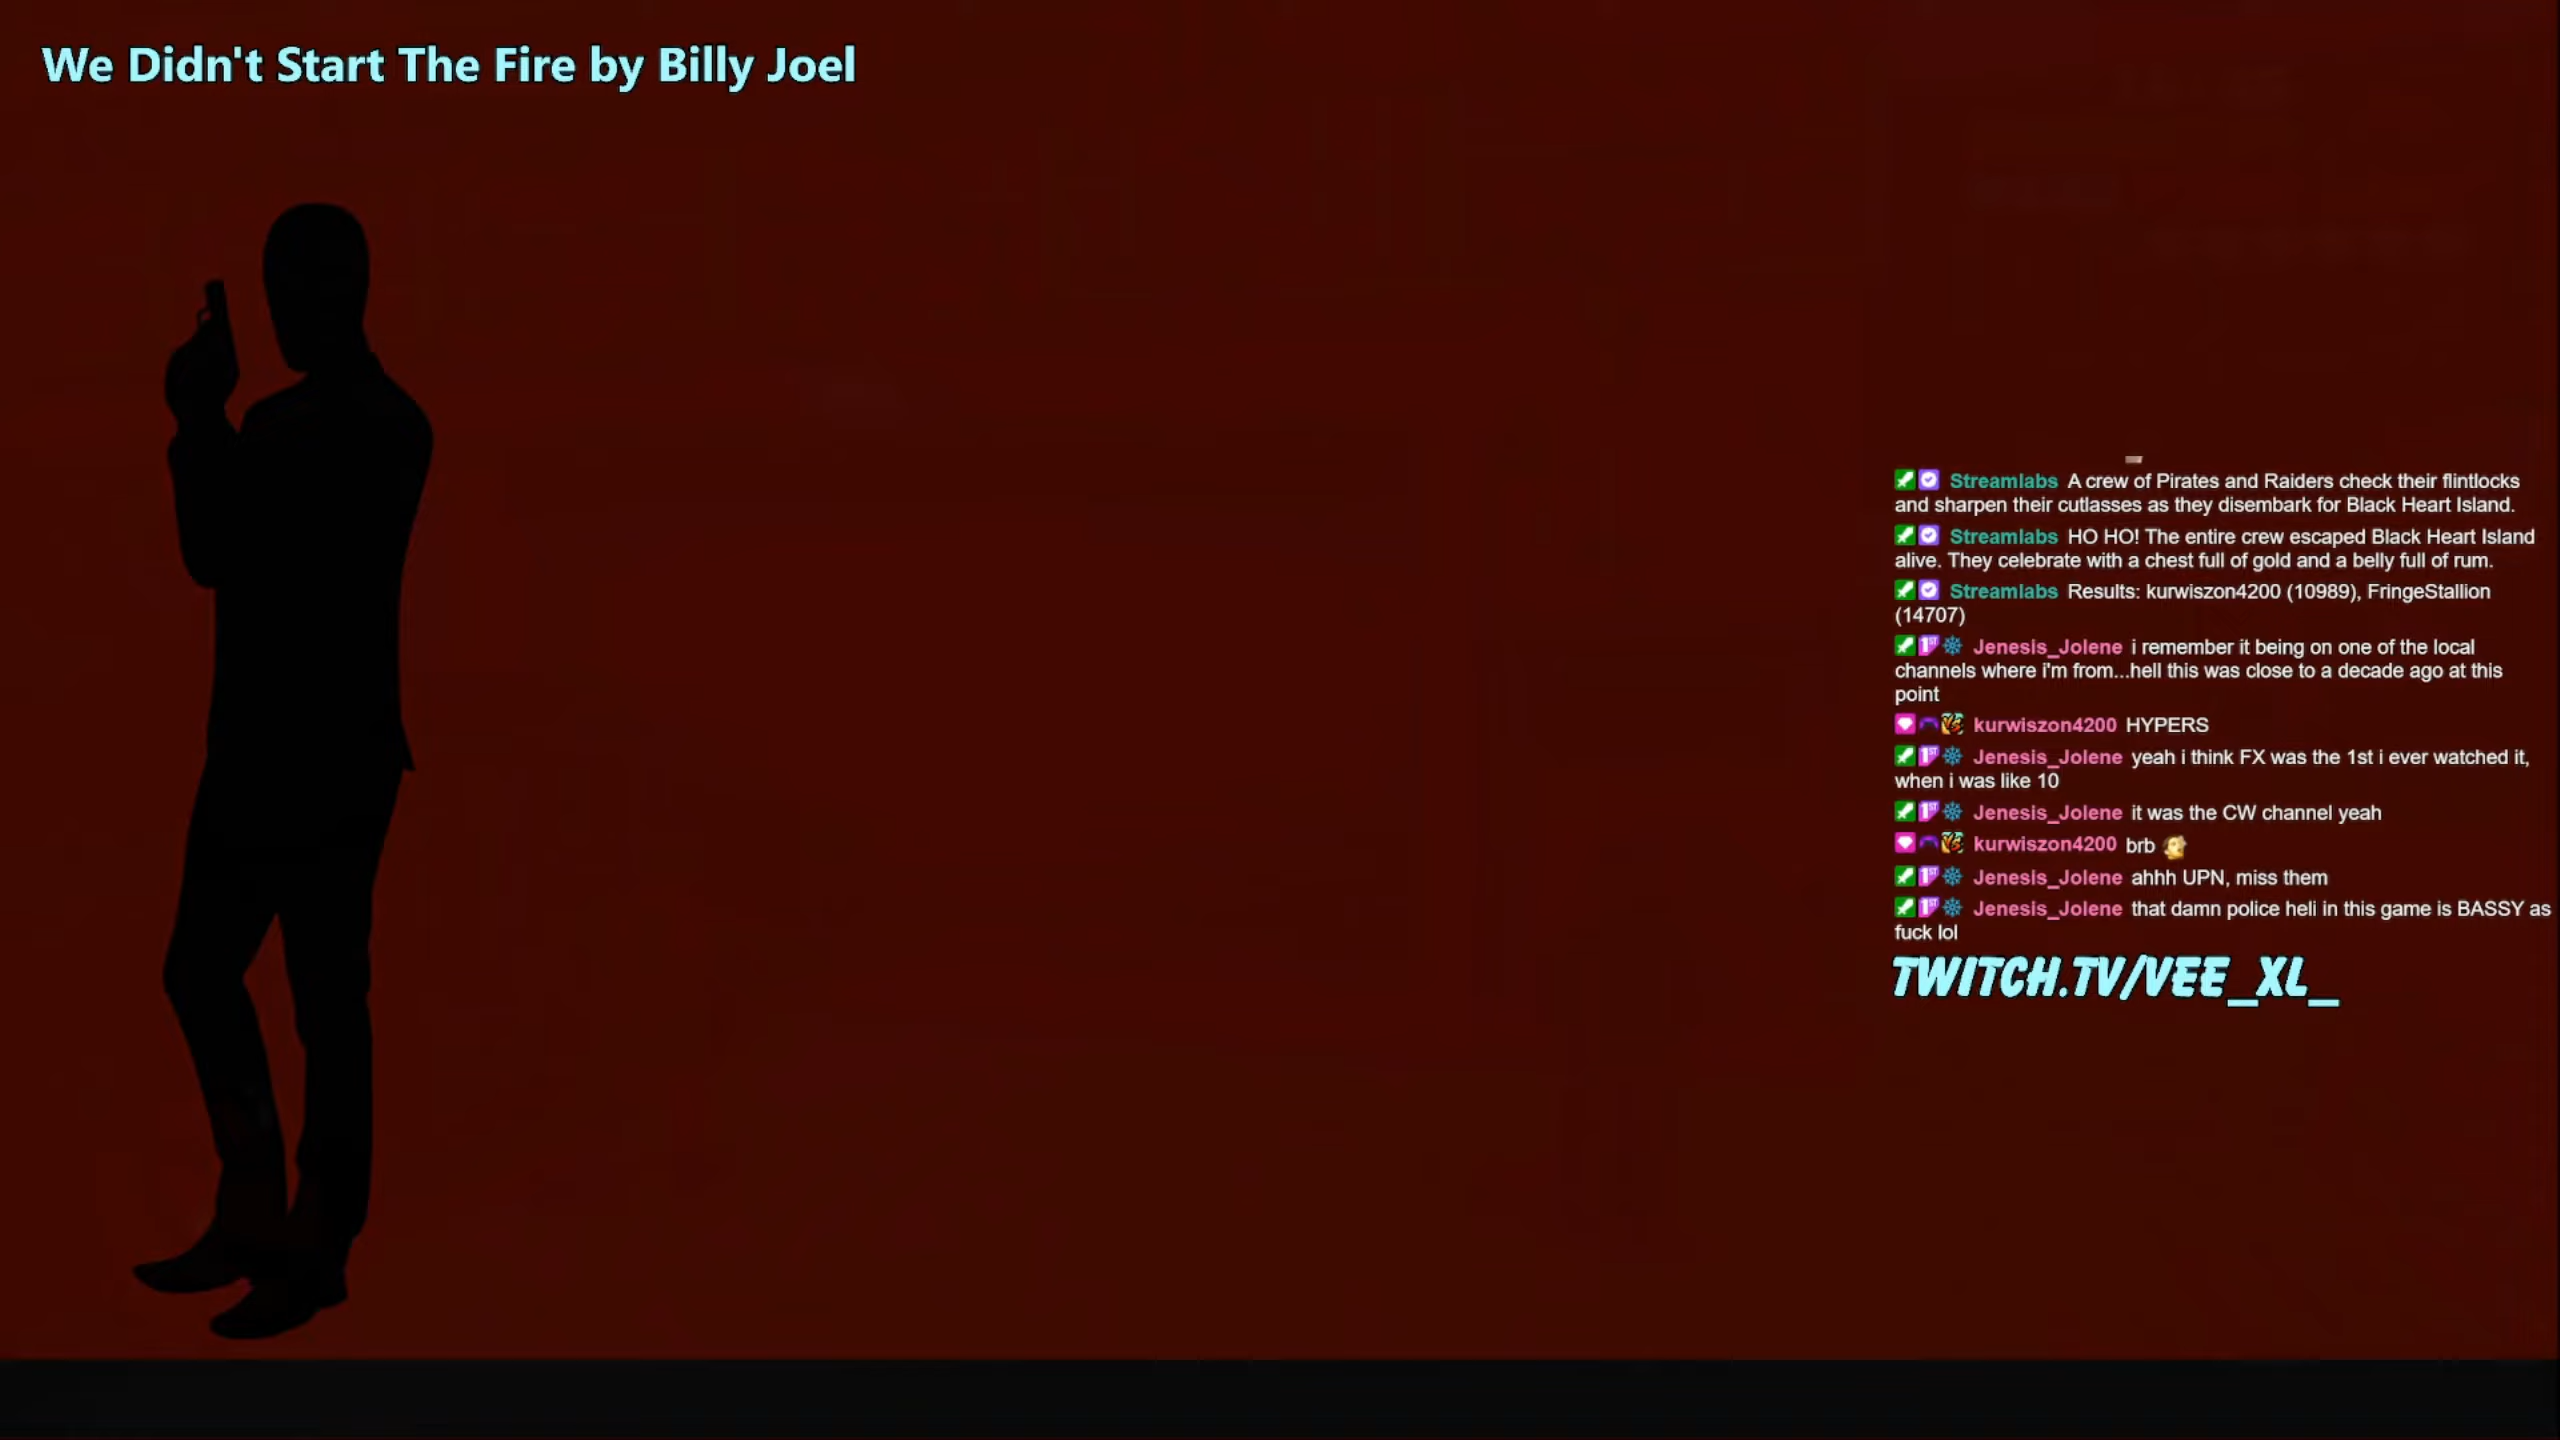 We Didn't Start The Fire by Billy Joel
Streamlabs A crew of Pirates and Raiders check their flintlocks
and sharpen their cutlasses as they disembark for Black Heart Island.
Streamlabs HO HO! The entire crew escaped Black Heart Island
alive. They celebrate with a chest full of gold and a belly full of rum.
Streamlabs Results: kurwiszon4200 (10989), FringeStallion
(14707)
Jenesis_Jolene i remember it being on one of the local
channels where i'm from...hell this was close to a decade ago at this
point
kurwiszon4200 HYPERS
Jenesis_Jolene yeah i think FX was the 1st i ever watched it,
when i was like 10
Jenesis_Jolene it was the CW channel yeah
kurwiszon4200 brb
Jenesis_Jolene ahhh UPN, miss them
Jenesis_Jolene that damn police heli in this game is BASSY as
fuck lol
TWITCH.TV/VEE_XL_